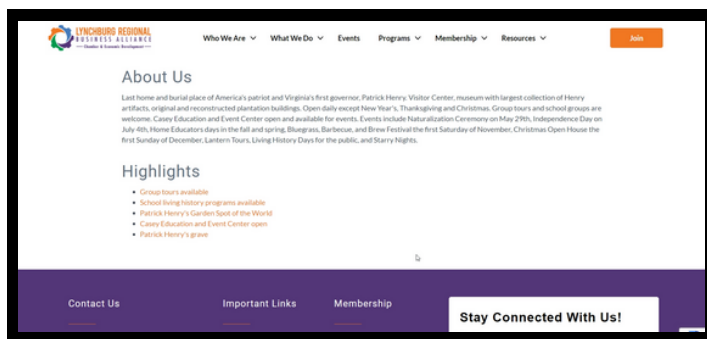 LYNCHBURG REGIONAL
BUSINESS ALLIANCE
Chamber & Economic Development
Who We Are
What We Do
Events
Programs
Membership
Resources
Join
About Us
Last home and burial place of America's patriot and Virginia's first governor, Patrick Henry. Visitor Center, museum with largest collection of Henry
artifacts, original and reconstructed plantation buildings. Open daily except New Year's, Thanksgiving and Christmas. Group tours and school groups are
welcome. Casey Education and Event Center open and available for events. Events include Naturalization Ceremony on May 29th, Independence Day on
July 4th, Home Educators days in the fall and spring, Bluegrass, Barbecue, and Brew Festival the first Saturday of November, Christmas Open House the
first Sunday of December, Lantern Tours, Living History Days for the public, and Starry Nights.
Highlights
Group tours available
School living history programs available
Patrick Henry's Garden Spot of the World
Casey Education and Event Center open
Patrick Henry's grave
Contact Us
Important Links
Membership
Stay Connected With Us!